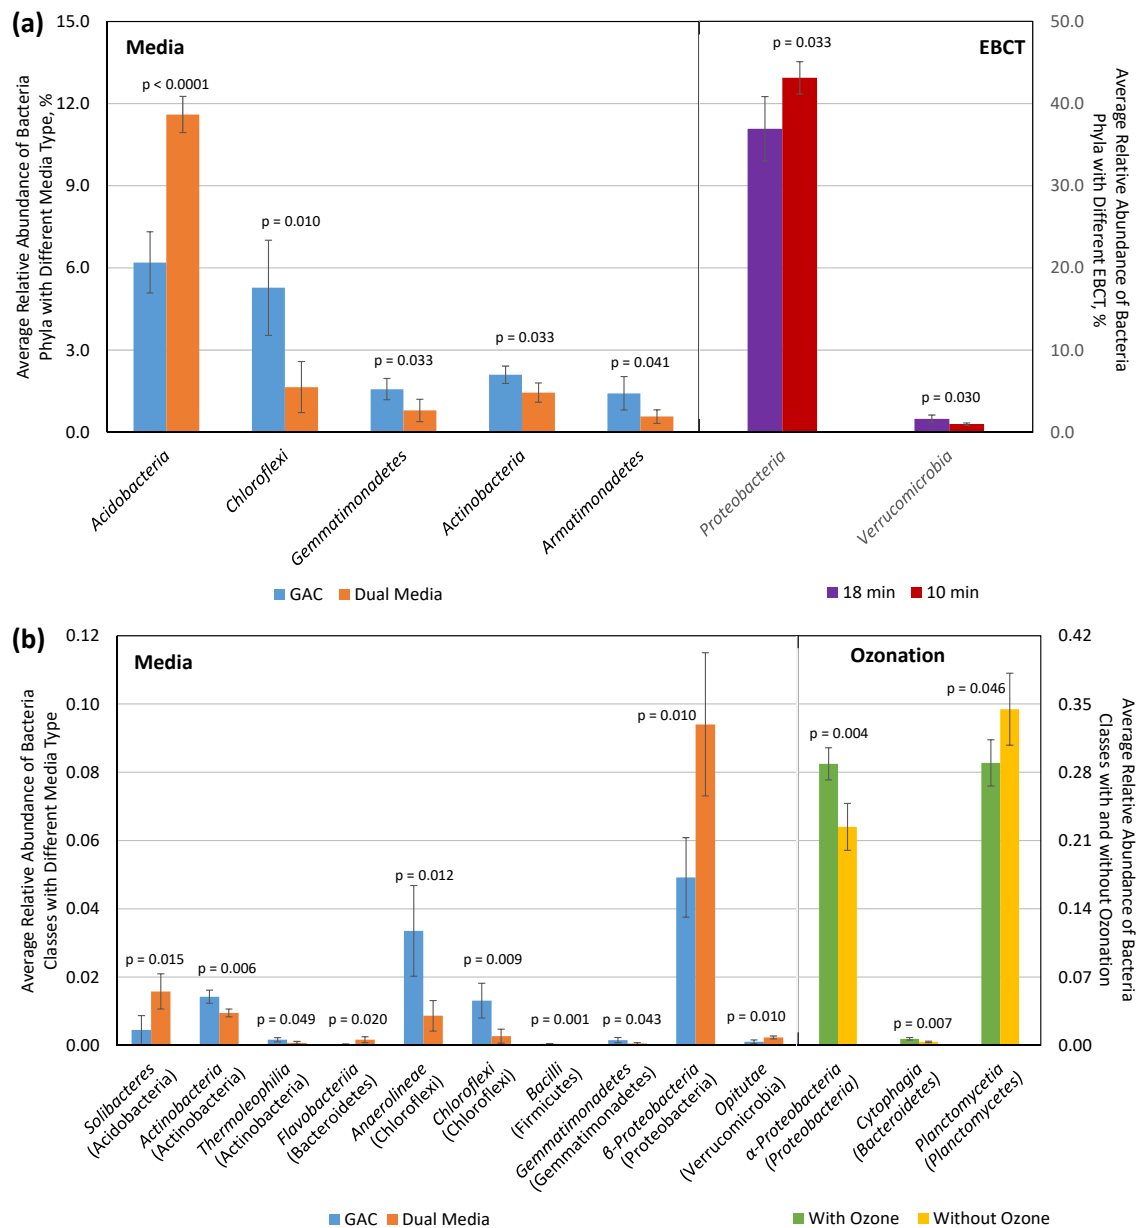 (a)
Media
EBCT
Average Relative Abundance of Bacteria
Phyla with Different Media Type, %
15.0
12.0
9.0
6.0
3.0
0.0
p < 0.0001
p = 0.010
p = 0.033
p = 0.033
p = 0.041
p = 0.033
p = 0.030
50.0
40.0
30.0
20.0
10.0
0.0
Average Relative Abundance of Bacteria
Phyla with Different EBCT, %
Acidobacteria
Chloroflexi
Gemmatimonadetes
Actinobacteria
Armatimonadetes
Proteobacteria
Verrucomicrobia
GAC
Dual Media
18 min
10 min
(b)
Media
Ozonation
Average Relative Abundance of Bacteria
Classes with Different Media Type
0.12
0.10
0.08
0.06
0.04
0.02
0.00
p = 0.015
p = 0.006
p = 0.049
p = 0.020
p = 0.012
p = 0.009
p = 0.001
p = 0.043
p = 0.010
p = 0.010
p = 0.004
p = 0.007
p = 0.046
0.42
0.35
0.28
0.21
0.14
0.07
0.00
Average Relative Abundance of Bacteria
Classes with and without Ozonation
Solibacteres
(Acidobacteria)
Actinobacteria
(Actinobacteria)
Thermoleophilia
(Actinobacteria)
Flavobacteriia
(Bacteroidetes)
Anaerolineae
(Chloroflexi)
Chloroflexi
(Chloroflexi)
Bacilli
(Firmicutes)
Gemmatimonadetes
(Gemmatimonadetes)
β-Proteobacteria
(Proteobacteria)
Opitutae
(Verrucomicrobia)
α-Proteobacteria
(Proteobacteria)
Cytophagia
(Bacteroidetes)
Planctomycetia
(Planctomycetes)
GAC
Dual Media
With Ozone
Without Ozone